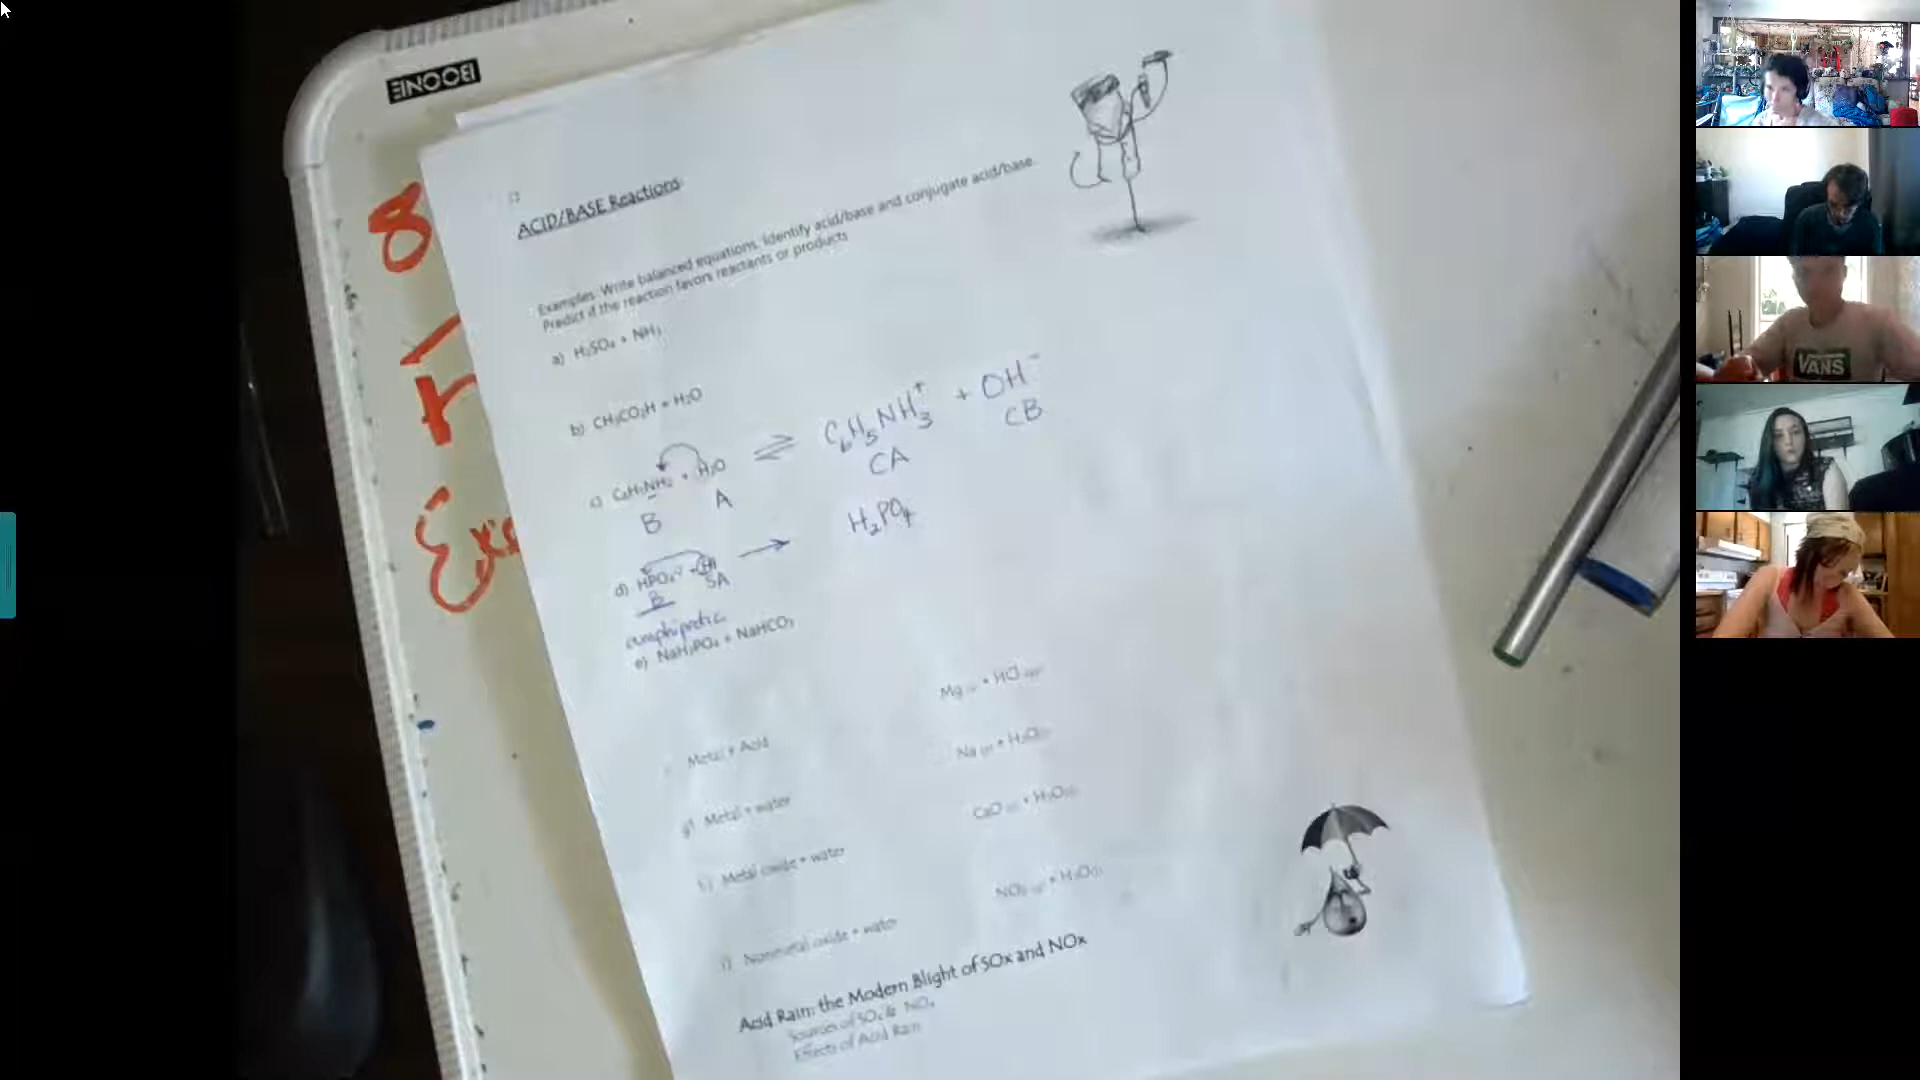 BOONE
8
ACID/BASE Reactions
Examples: Write balanced equations. Identify acid/base and conjugate acid/base.
Predict if the reaction favors reactants or products
a) H₂SO₄ + NH₃
b) CH₃CO₂H + H₂O
c) C₆H₅NH₂ + H₂O ⇌ C₆H₅NH₃⁺ + OH⁻
B A CA CB
d) HPO₄²⁻ + HI → H₂PO₄
B SA
amphiprotic
e) NaH₂PO₄ + NaHCO₃
Metal + Acid Mg + HCl
g) Metal + water Na + H₂O
h) Metal oxide + water CaO + H₂O
i) Nonmetal oxide + water NO₂ + H₂O
Acid Rain: the Modern Blight of SOx and NOx
Sources of SOx & NOx
Effects of Acid Rain
VANS